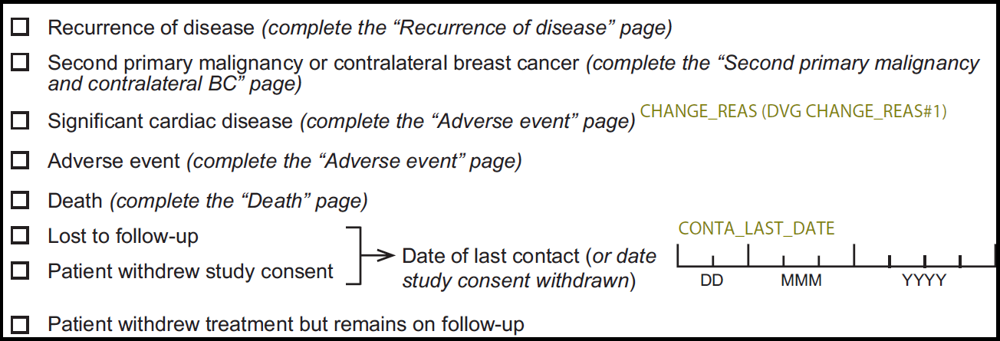 Recurrence of disease (complete the “Recurrence of disease” page)
Second primary malignancy or contralateral breast cancer (complete the “Second primary malignancy
and contralateral BC” page)
Significant cardiac disease (complete the “Adverse event” page) CHANGE_REAS (DVG CHANGE_REAS#1)
Adverse event (complete the “Adverse event” page)
Death (complete the “Death” page)
Lost to follow-up
Patient withdrew study consent
Date of last contact (or date
study consent withdrawn)
CONTA_LAST_DATE
DD MMM YYYY
Patient withdrew treatment but remains on follow-up